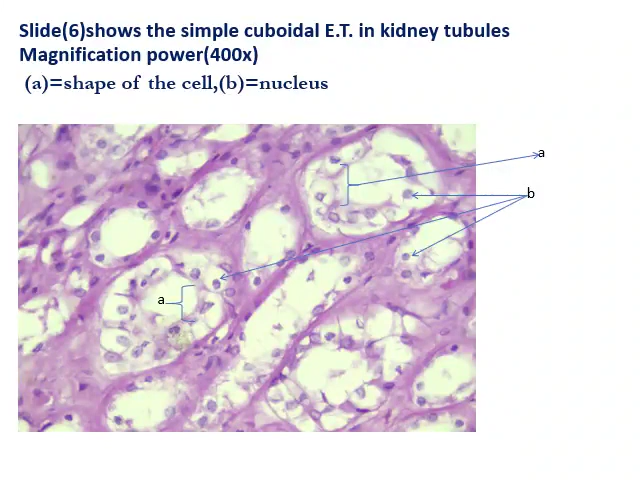 Slide(6)shows the simple cuboidal E.T. in kidney tubules
Magnification power(400x)
(a)=shape of the cell,(b)=nucleus
a
b
a